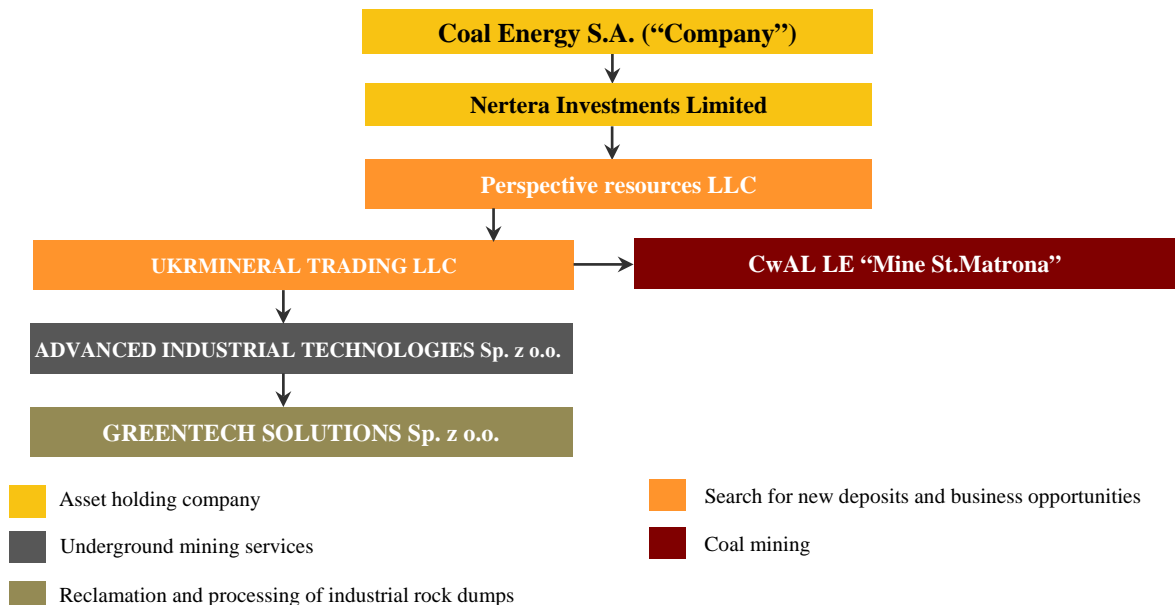 Coal Energy S.A. (“Company”)
Nertera Investments Limited
Perspective resources LLC
UKRMINERAL TRADING LLC
CwAL LE “Mine St.Matrona”
ADVANCED INDUSTRIAL TECHNOLOGIES Sp. z o.o.
GREENTECH SOLUTIONS Sp. z o.o.
Asset holding company
Search for new deposits and business opportunities
Underground mining services
Coal mining
Reclamation and processing of industrial rock dumps